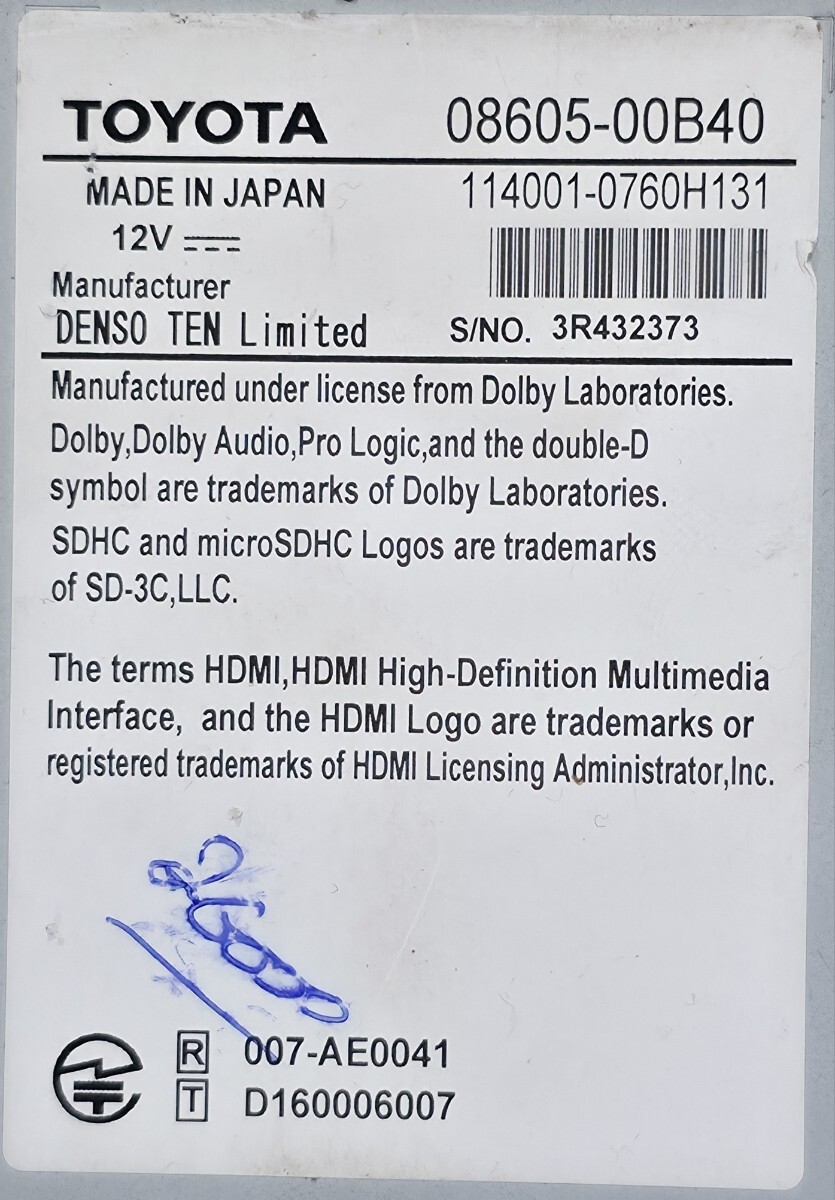 TOYOTA 08605-00B40
MADE IN JAPAN 114001-0760H131
12V
Manufacturer
DENSO TEN Limited S/NO. 3R432373
Manufactured under license from Dolby Laboratories.
Dolby,Dolby Audio,Pro Logic,and the double-D
symbol are trademarks of Dolby Laboratories.
SDHC and microSDHC Logos are trademarks
of SD-3C,LLC.
The terms HDMI,HDMI High-Definition Multimedia
Interface, and the HDMI Logo are trademarks or
registered trademarks of HDMI Licensing Administrator,Inc.
R 007-AE0041
T D160006007